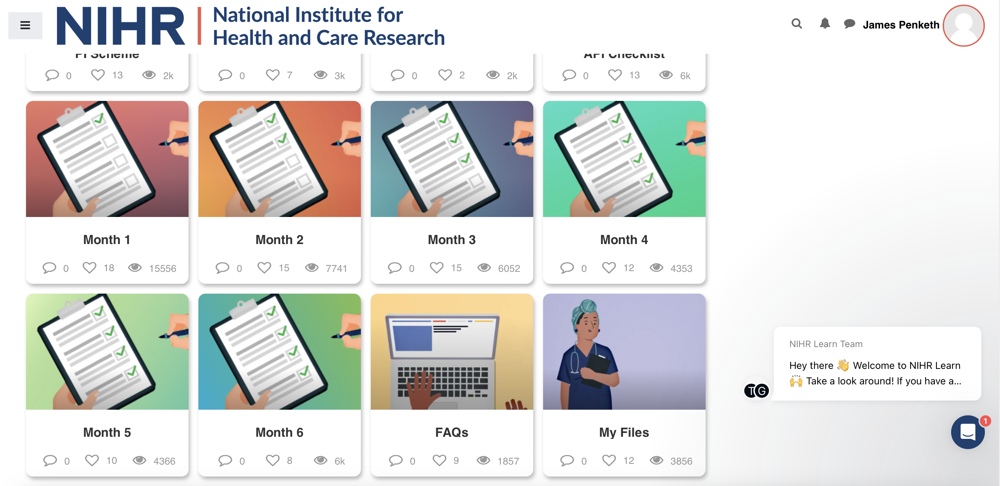 NIHR
National Institute for
Health and Care Research
James Penketh
PI Scheme
API Checklist
0 13 2k
0 7 3k
0 2 2k
0 13 6k
Month 1
Month 2
Month 3
Month 4
0 18 15556
0 15 7741
0 15 6052
0 12 4353
Month 5
Month 6
FAQs
My Files
0 10 4366
0 8 6k
0 9 1857
0 12 3856
NIHR Learn Team
Hey there 👋 Welcome to NIHR Learn
🙌 Take a look around! If you have a...
TG
1